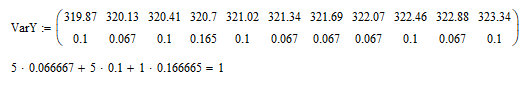 VarY := ( 319.87 320.13 320.41 320.7 321.02 321.34 321.69 322.07 322.46 322.88 323.34
0.1 0.067 0.1 0.165 0.1 0.067 0.067 0.067 0.1 0.067 0.1 )
5 · 0.066667 + 5 · 0.1 + 1 · 0.166665 = 1